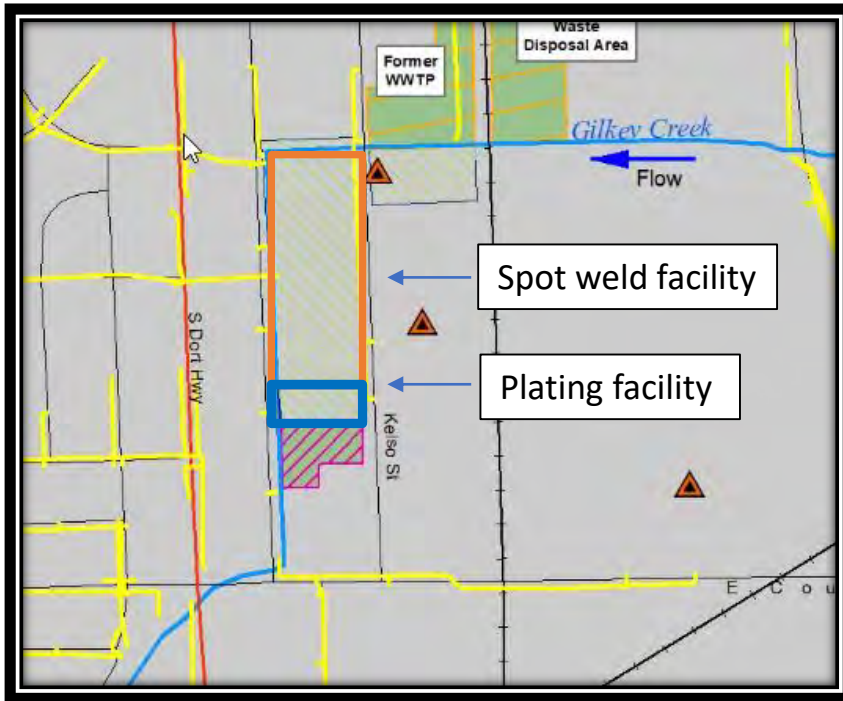 Waste
Disposal Area
Former
WWTP
Gilkey Creek
Flow
Spot weld facility
S Dort Hwy
Plating facility
Kelso St
E Cou